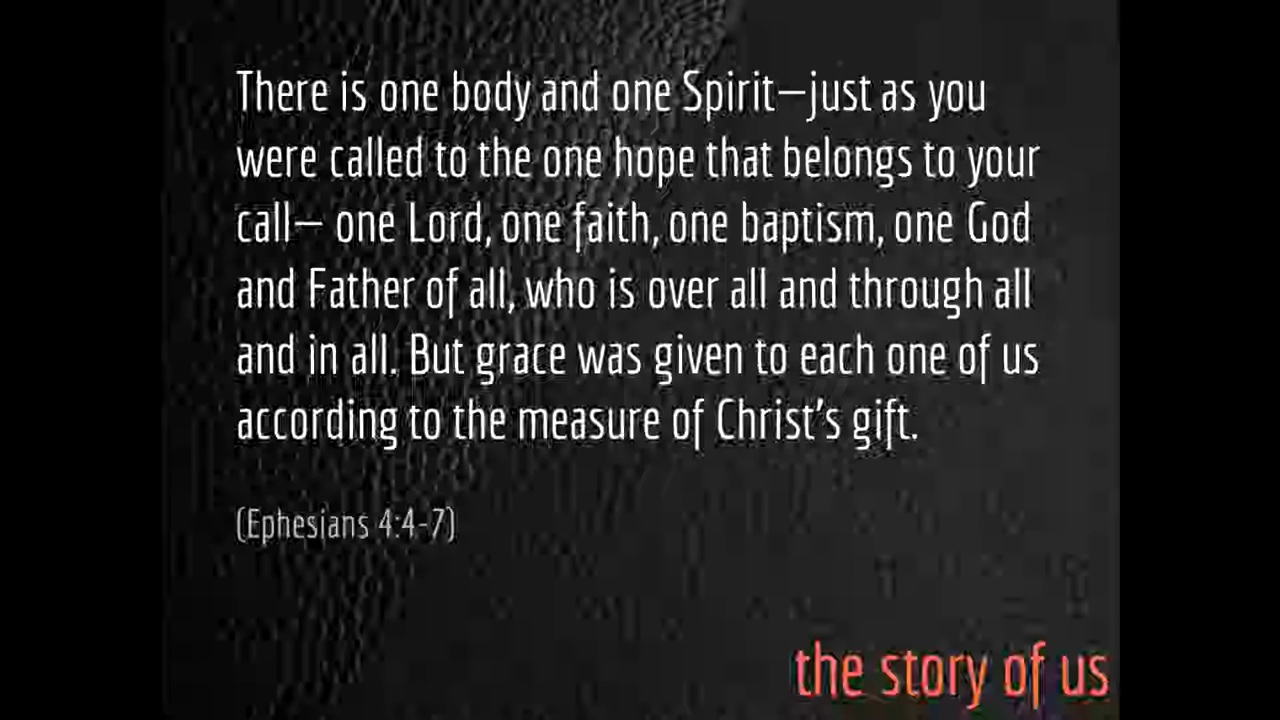 There is one body and one Spirit—just as you
were called to the one hope that belongs to your
call— one Lord, one faith, one baptism, one God
and Father of all, who is over all and through all
and in all. But grace was given to each one of us
according to the measure of Christ’s gift.
(Ephesians 4:4-7)
the story of us